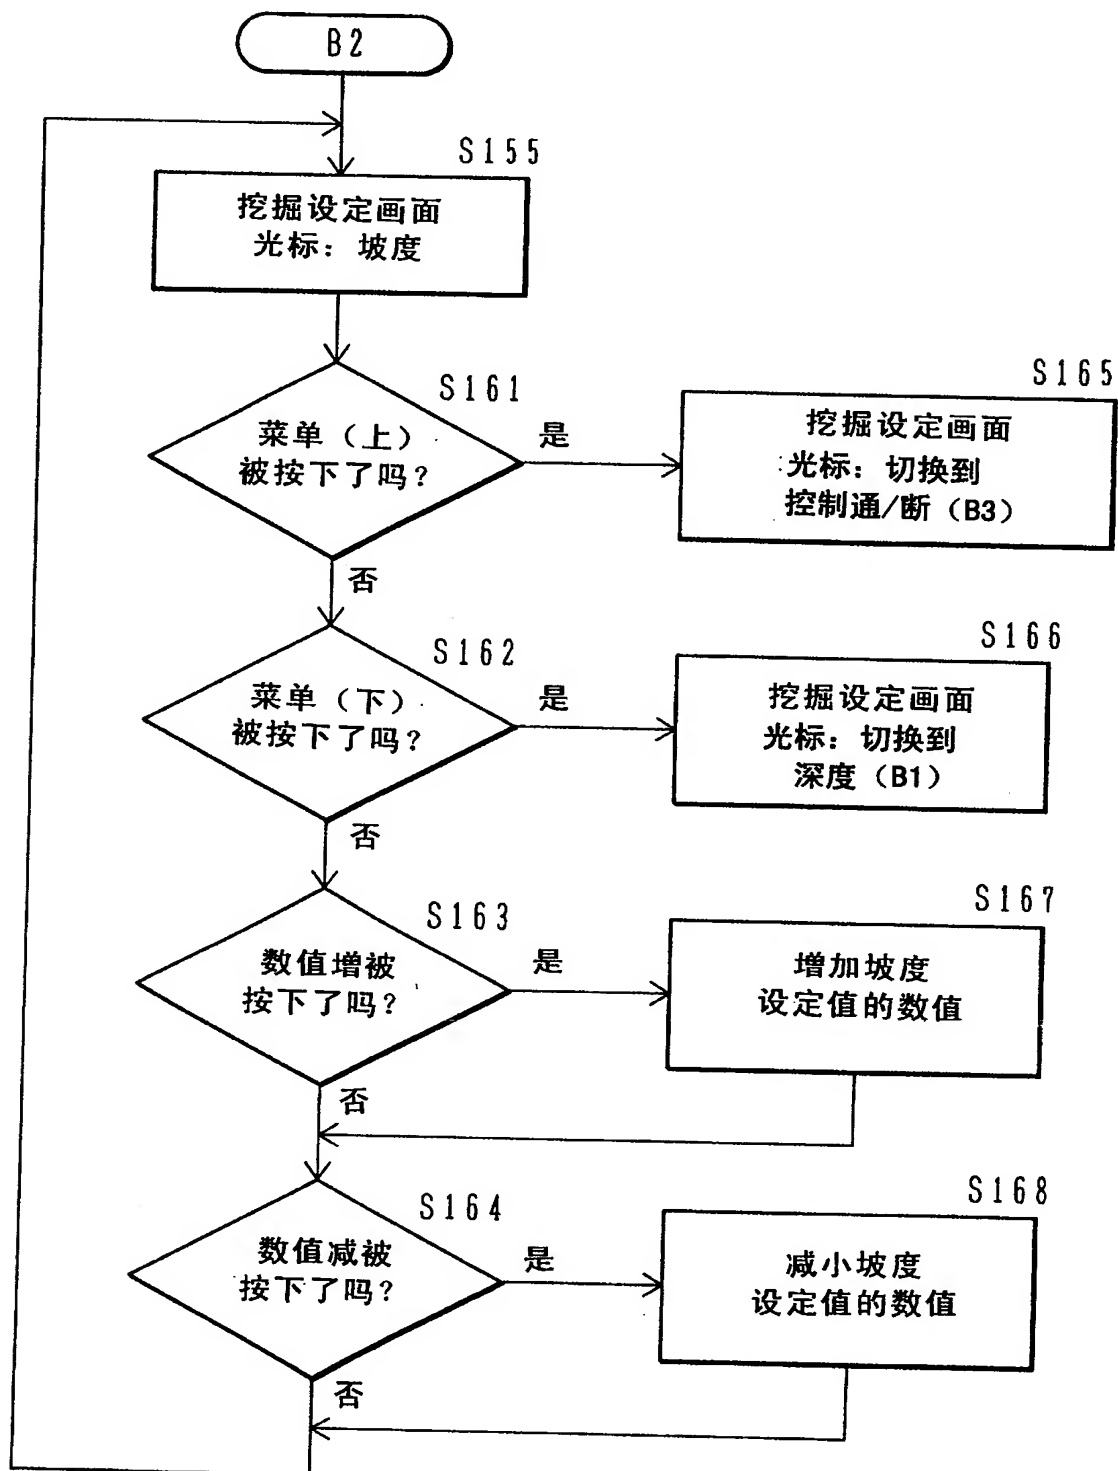 B2
S155
挖掘设定画面
光标：坡度
S161
菜单（上）
被按下了吗？
是
S165
挖掘设定画面
光标：切换到
控制通/断（B3）
否
S162
菜单（下）
被按下了吗？
是
S166
挖掘设定画面
光标：切换到
深度（B1）
否
S163
数值增被
按下了吗？
是
S167
增加坡度
设定值的数值
否
S164
数值减被
按下了吗？
是
S168
减小坡度
设定值的数值
否